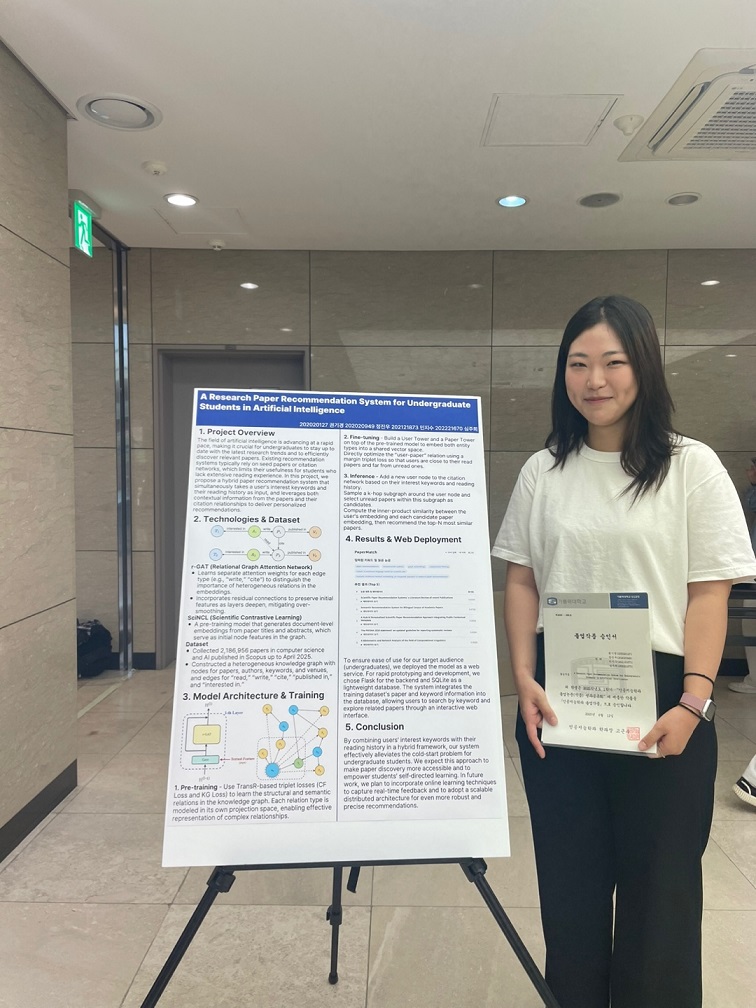 A Research Paper Recommendation System for Undergraduate
Students in Artificial Intelligence
1. Project Overview
The field of artificial intelligence is advancing at a rapid
pace, making it crucial for undergraduates to stay up to
date with the latest research trends and to efficiently
discover relevant papers. Existing recommendation
systems typically rely on seed papers or citation
networks, which limits their usefulness for students who
lack extensive reading experience. In this project, we
propose a hybrid paper recommendation system that
simultaneously takes a user's interest keywords and
their reading history as input, and leverages both
contextual information from the papers and their
citation relationships to deliver personalized
recommendations.
2. Technologies & Dataset
r-GAT (Relational Graph Attention Network)
• Learns separate attention weights for each edge
type (e.g., "write," "cite") to distinguish the
importance of heterogeneous relations in the
embeddings.
• Incorporates residual connections to preserve initial
features as layers deepen, mitigating over-
smoothing.
SciNCL (Scientific Contrastive Learning)
• A pre-training model that generates document-level
embeddings from paper titles and abstracts, which
serve as initial node features in the graph.
Dataset
• Collected 2,186,956 papers in computer science
and AI published in Scopus up to April 2025.
• Constructed a heterogeneous knowledge graph with
nodes for papers, authors, keywords, and venues,
and edges for "read," "write," "cite," "published in,"
and "interested in."
3. Model Architecture & Training
1. Pre-training - Use TransR-based triplet losses (CF
Loss and KG Loss) to learn the structural and semantic
relations in the knowledge graph. Each relation type is
modeled in its own projection space, enabling effective
representation of complex relationships.
2. Fine-tuning - Build a User Tower and a Paper Tower
on top of the pre-trained model to embed both entity
types into a shared vector space.
Directly optimize the "user-paper" relation using a
margin triplet loss so that users are close to their read
papers and far from unread ones.
3. Inference - Add a new user node to the citation
network based on their interest keywords and reading
history.
Sample a k-hop subgraph around the user node and
select unread papers within this subgraph as
candidates.
Compute the inner-product similarity between the
user's embedding and each candidate paper
embedding, then recommend the top-N most similar
papers.
4. Results & Web Deployment
PaperMatch
To ensure ease of use for our target audience
(undergraduates), we deployed the model as a web
service. For rapid prototyping and development, we
chose Flask for the backend and SQLite as a
lightweight database. The system integrates the
training dataset's paper and keyword information into
the database, allowing users to search by keyword and
explore related papers through an interactive web
interface.
5. Conclusion
By combining users' interest keywords with their
reading history in a hybrid framework, our system
effectively alleviates the cold-start problem for
undergraduate students. We expect this approach to
make paper discovery more accessible and to
empower students' self-directed learning. In future
work, we plan to incorporate online learning techniques
to capture real-time feedback and to adopt a scalable
distributed architecture for even more robust and
precise recommendations.
졸업작품 승인서